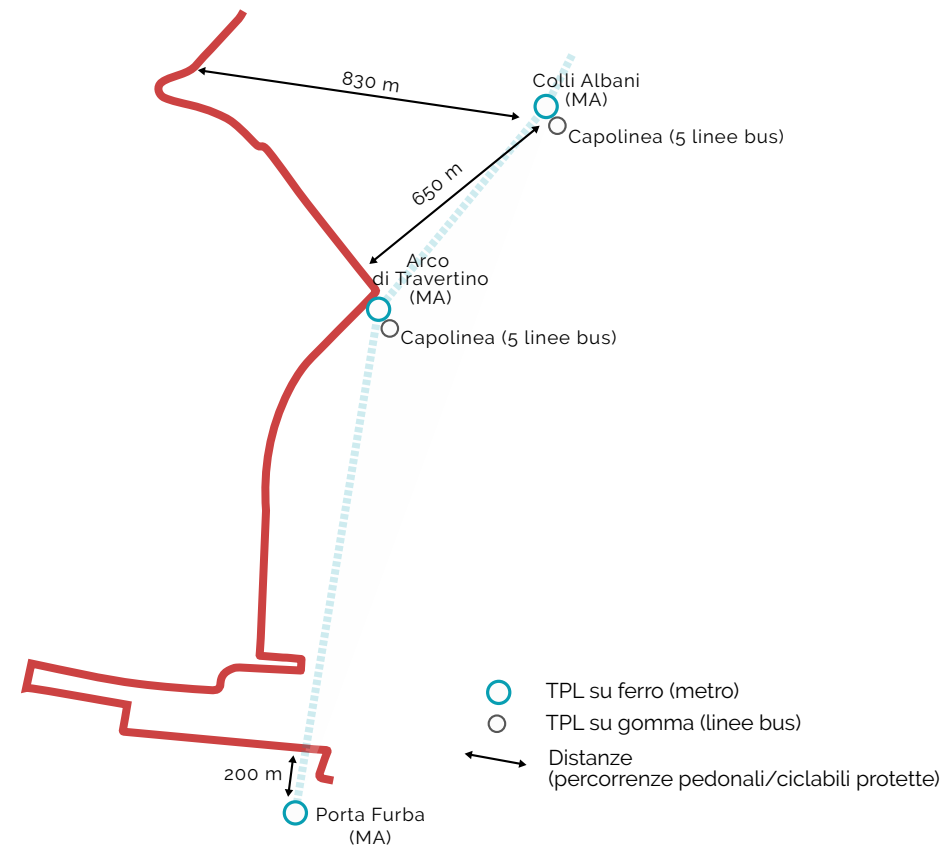 830 m
Colli Albani
(MA)
Capolinea (5 linee bus)
650 m
Arco
di Travertino
(MA)
Capolinea (5 linee bus)
TPL su ferro (metro)
TPL su gomma (linee bus)
Distanze
(percorrenze pedonali/ciclabili protette)
200 m
Porta Furba
(MA)